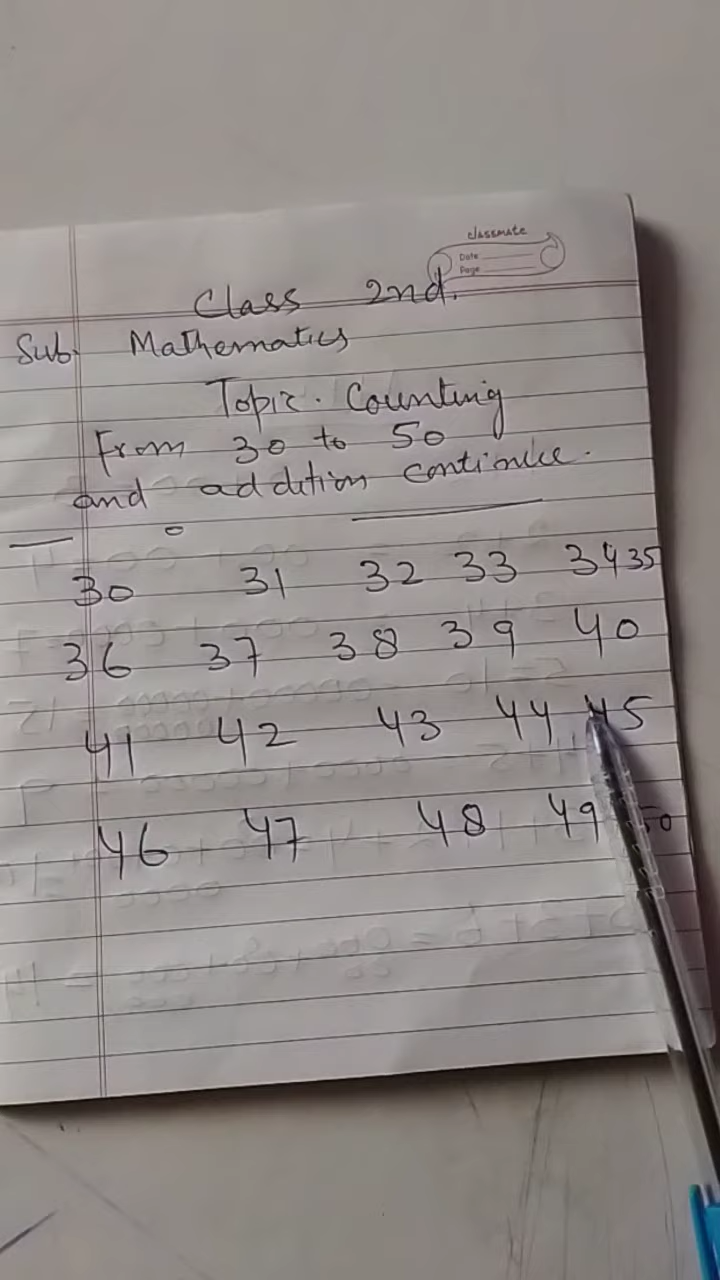 classmate
Date
Page
Class 2nd.
Sub. Mathematics
Topic. Counting
From 30 to 50
and addition continue.
30 31 32 33 34 35
36 37 38 39 40
41 42 43 44 45
46 47 48 49 50